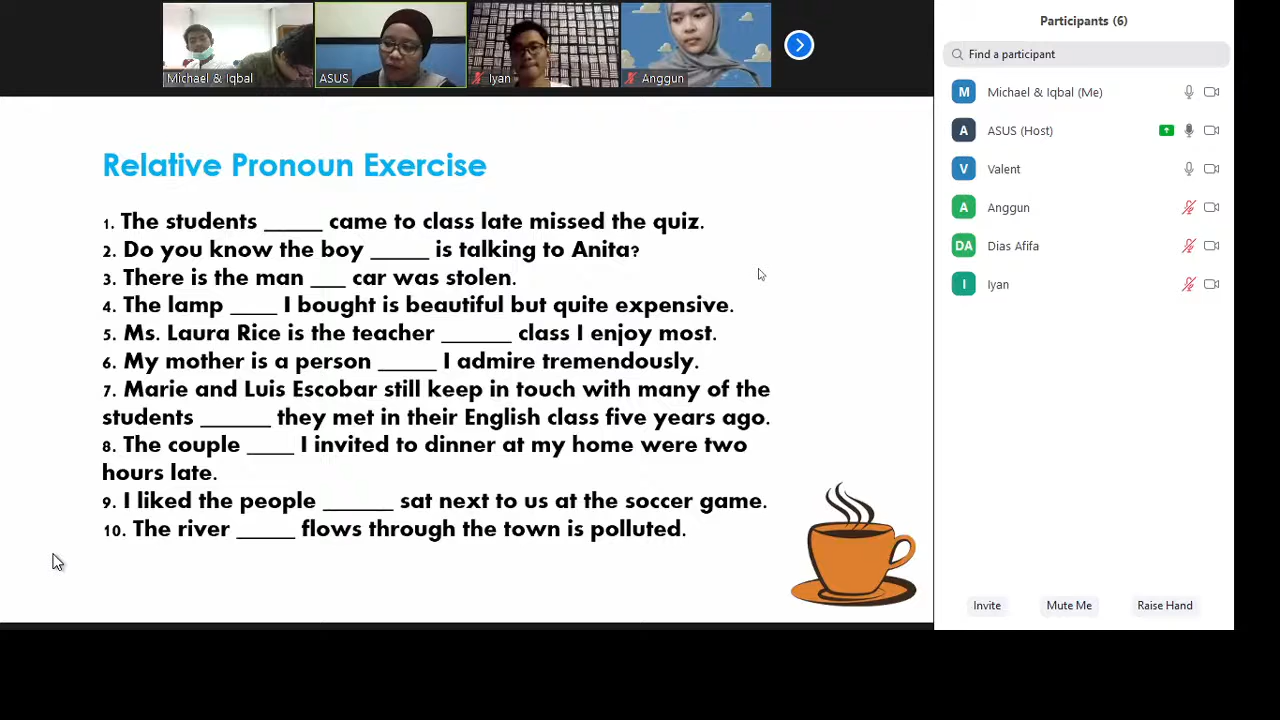 Michael & Iqbal
ASUS
Iyan
Anggun
Relative Pronoun Exercise
1. The students _____ came to class late missed the quiz.
2. Do you know the boy _____ is talking to Anita?
3. There is the man ___ car was stolen.
4. The lamp ____ I bought is beautiful but quite expensive.
5. Ms. Laura Rice is the teacher ______ class I enjoy most.
6. My mother is a person _____ I admire tremendously.
7. Marie and Luis Escobar still keep in touch with many of the
students ______ they met in their English class five years ago.
8. The couple ____ I invited to dinner at my home were two
hours late.
9. I liked the people ______ sat next to us at the soccer game.
10. The river _____ flows through the town is polluted.
Participants (6)
Find a participant
M Michael & Iqbal (Me)
A ASUS (Host)
V Valent
A Anggun
DA Dias Afifa
I Iyan
Invite Mute Me Raise Hand